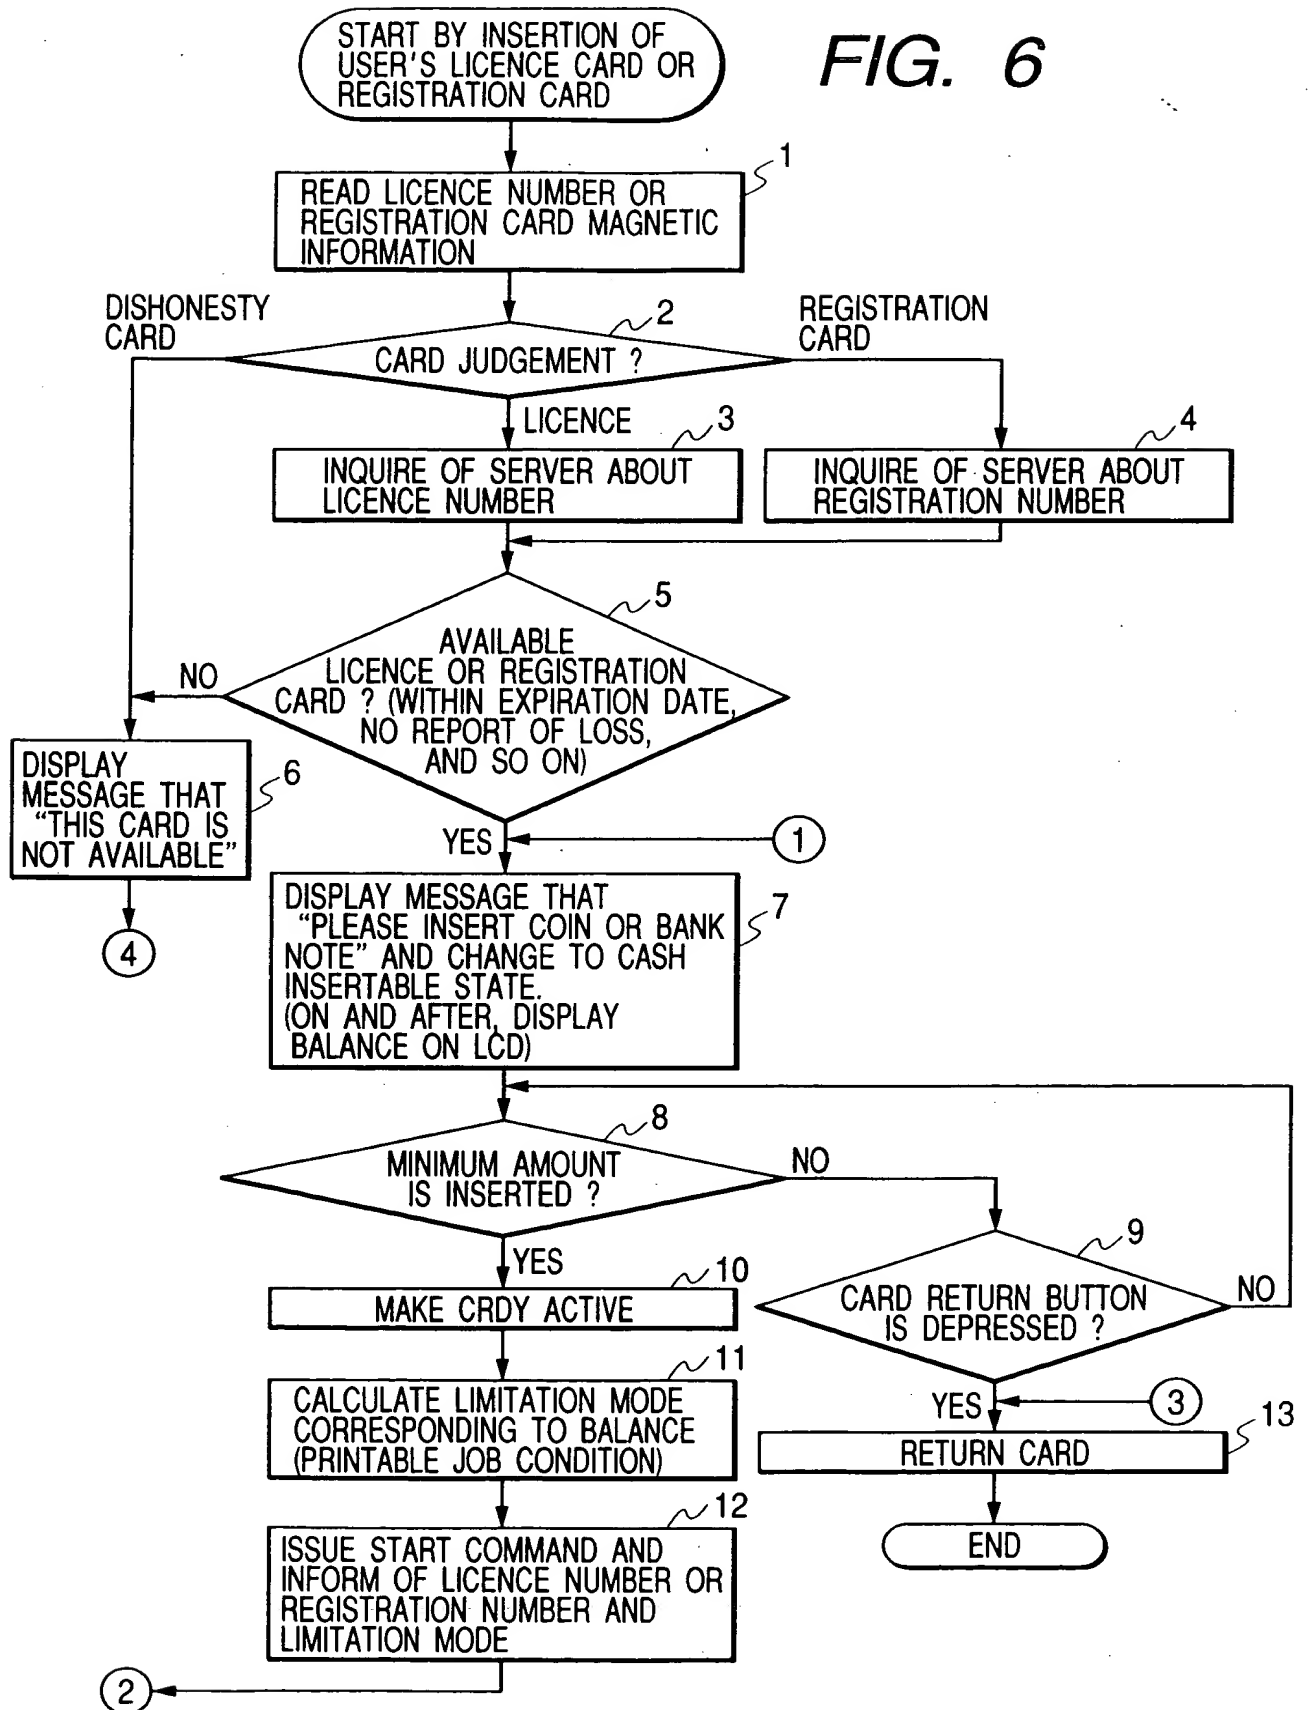 START BY INSERTION OF
USER'S LICENCE CARD OR
REGISTRATION CARD
FIG. 6
1
READ LICENCE NUMBER OR
REGISTRATION CARD MAGNETIC
INFORMATION
DISHONESTY
CARD
2
REGISTRATION
CARD
CARD JUDGEMENT ?
LICENCE
3
4
INQUIRE OF SERVER ABOUT
LICENCE NUMBER
INQUIRE OF SERVER ABOUT
REGISTRATION NUMBER
5
AVAILABLE
LICENCE OR REGISTRATION
CARD ? (WITHIN EXPIRATION DATE,
NO REPORT OF LOSS,
AND SO ON)
NO
6
DISPLAY
MESSAGE THAT
“THIS CARD IS
NOT AVAILABLE”
4
YES
1
7
DISPLAY MESSAGE THAT
“PLEASE INSERT COIN OR BANK
NOTE” AND CHANGE TO CASH
INSERTABLE STATE.
(ON AND AFTER, DISPLAY
BALANCE ON LCD)
8
MINIMUM AMOUNT
IS INSERTED ?
NO
YES
9
CARD RETURN BUTTON
IS DEPRESSED ?
NO
10
MAKE CRDY ACTIVE
11
CALCULATE LIMITATION MODE
CORRESPONDING TO BALANCE
(PRINTABLE JOB CONDITION)
YES
3
13
RETURN CARD
END
12
ISSUE START COMMAND AND
INFORM OF LICENCE NUMBER OR
REGISTRATION NUMBER AND
LIMITATION MODE
2